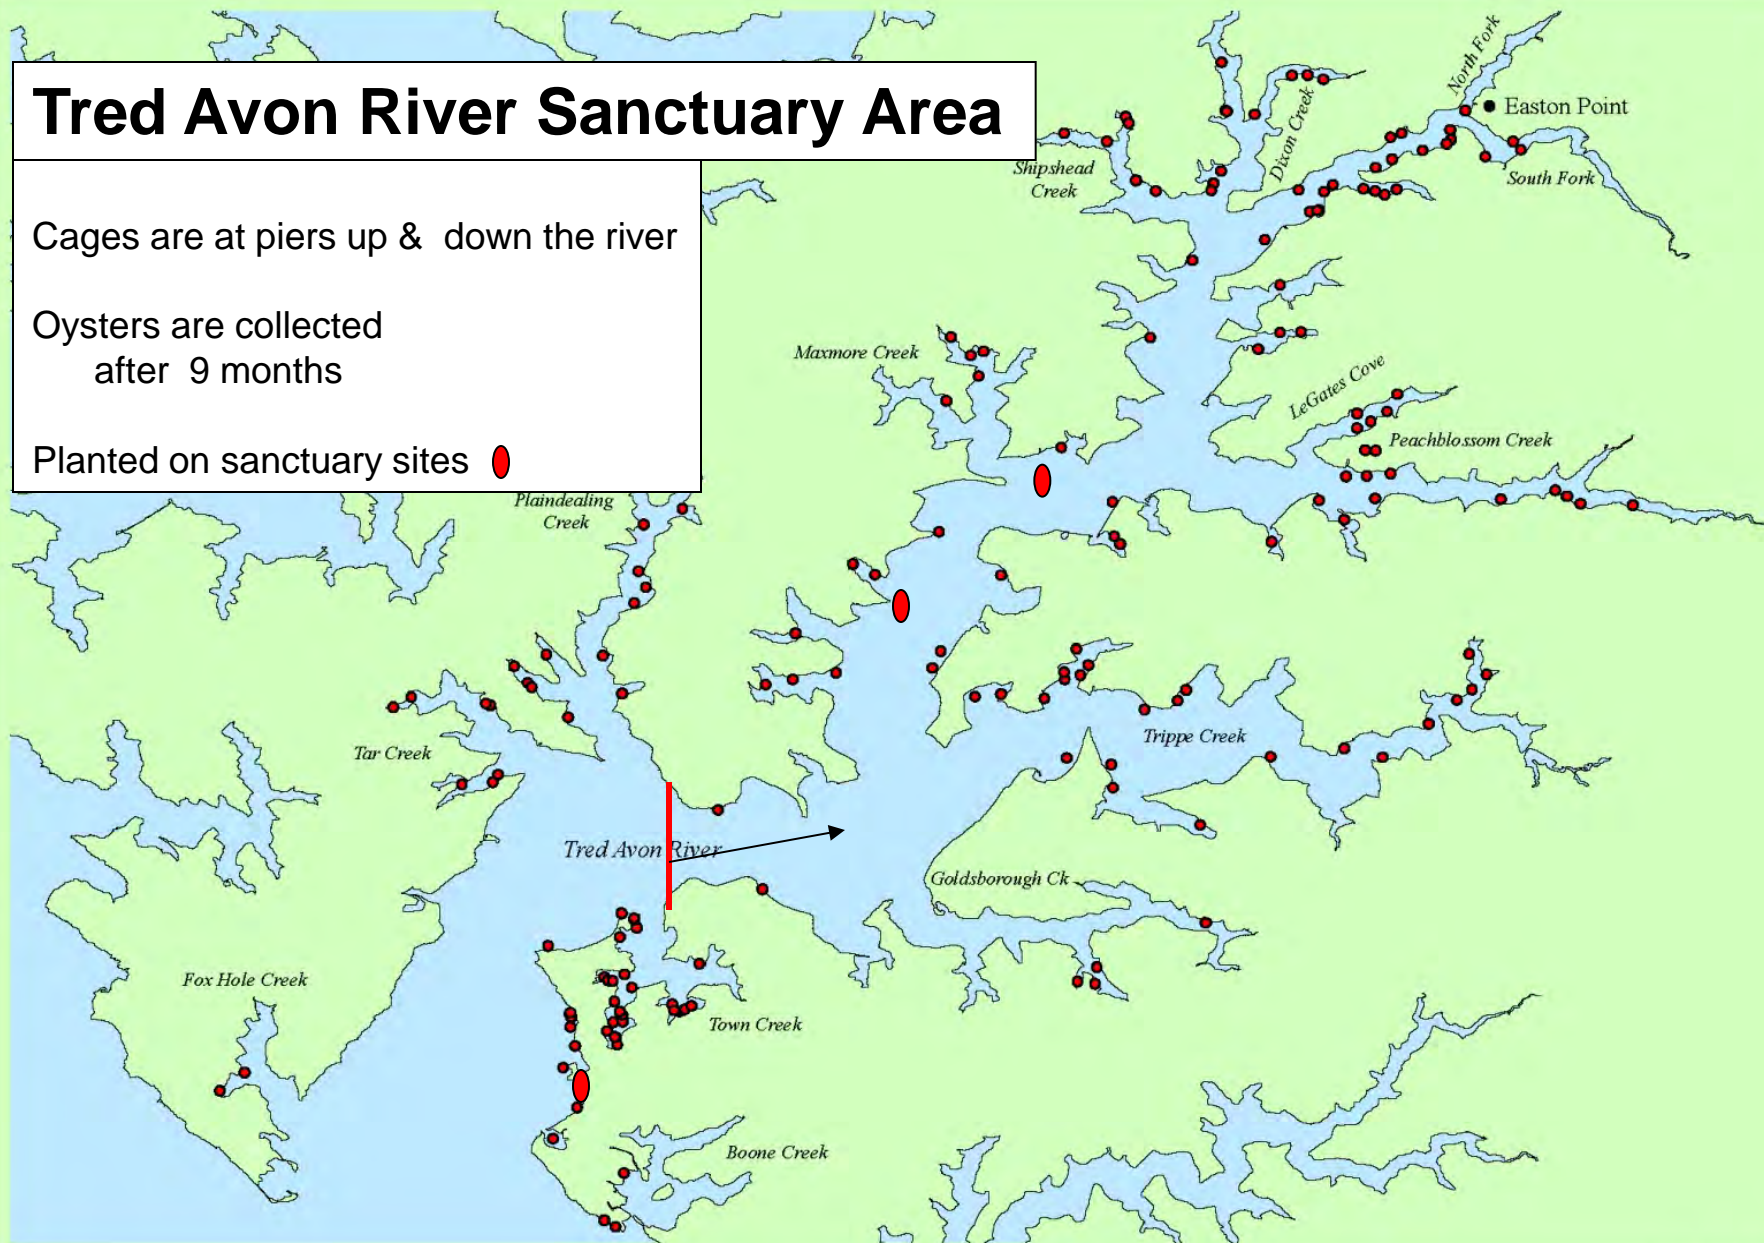 Tred Avon River Sanctuary Area
Cages are at piers up & down the river
Oysters are collected
after 9 months
Planted on sanctuary sites
North Fork
Easton Point
Dixon Creek
Shipshead
Creek
South Fork
Maxmore Creek
LeGates Cove
Peachblossom Creek
Plaindealing
Creek
Trippe Creek
Tar Creek
Tred Avon River
Goldsborough Ck
Fox Hole Creek
Town Creek
Boone Creek